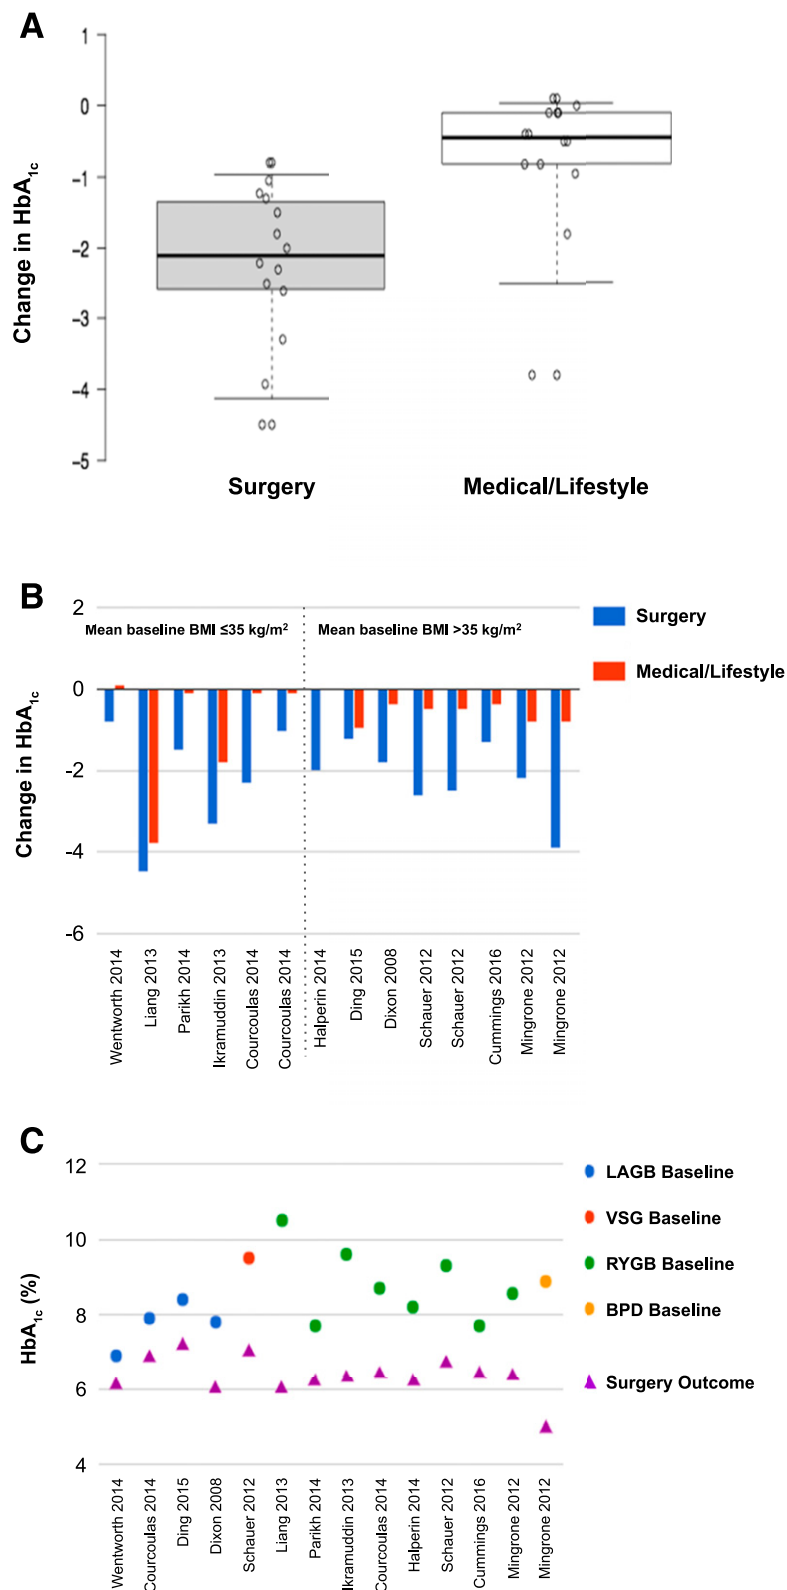 A
1
0
−1
−2
−3
−4
−5
Change in HbA1c
Surgery
Medical/Lifestyle
B
2
0
-2
-4
-6
Change in HbA1c
Mean baseline BMI ≤35 kg/m2
Mean baseline BMI >35 kg/m2
Surgery
Medical/Lifestyle
Wentworth 2014
Liang 2013
Parikh 2014
Ikramuddin 2013
Courcoulas 2014
Courcoulas 2014
Halperin 2014
Ding 2015
Dixon 2008
Schauer 2012
Schauer 2012
Cummings 2016
Mingrone 2012
Mingrone 2012
C
12
10
8
6
4
HbA1c (%)
LAGB Baseline
VSG Baseline
RYGB Baseline
BPD Baseline
Surgery Outcome
Wentworth 2014
Courcoulas 2014
Ding 2015
Dixon 2008
Schauer 2012
Liang 2013
Parikh 2014
Ikramuddin 2013
Courcoulas 2014
Halperin 2014
Schauer 2012
Cummings 2016
Mingrone 2012
Mingrone 2012